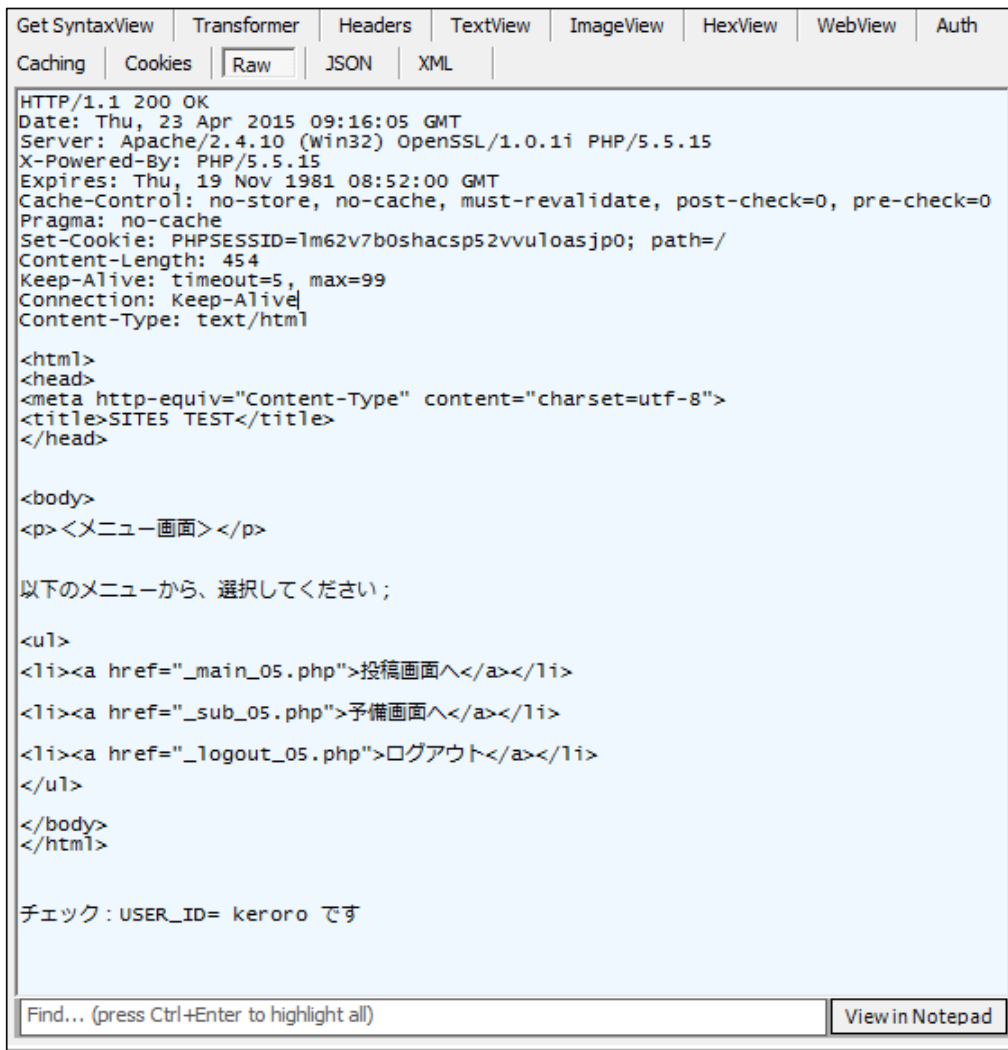 Get SyntaxView Transformer Headers TextView ImageView HexView WebView Auth
Caching Cookies Raw JSON XML
HTTP/1.1 200 OK
Date: Thu, 23 Apr 2015 09:16:05 GMT
Server: Apache/2.4.10 (Win32) OpenSSL/1.0.1i PHP/5.5.15
X-Powered-By: PHP/5.5.15
Expires: Thu, 19 Nov 1981 08:52:00 GMT
Cache-Control: no-store, no-cache, must-revalidate, post-check=0, pre-check=0
Pragma: no-cache
Set-Cookie: PHPSESSID=lm62v7b0shacsp52vvuloasjp0; path=/
Content-Length: 454
Keep-Alive: timeout=5, max=99
Connection: Keep-Alive
Content-Type: text/html
<html>
<head>
<meta http-equiv="Content-Type" content="charset=utf-8">
<title>SITE5 TEST</title>
</head>
<body>
<p>＜メニュー画面＞</p>
以下のメニューから、選択してください；
<ul>
<li><a href="_main_05.php">投稿画面へ</a></li>
<li><a href="_sub_05.php">予備画面へ</a></li>
<li><a href="_logout_05.php">ログアウト</a></li>
</ul>
</body>
</html>
チェック：USER_ID= keroro です
Find... (press Ctrl+Enter to highlight all) View in Notepad